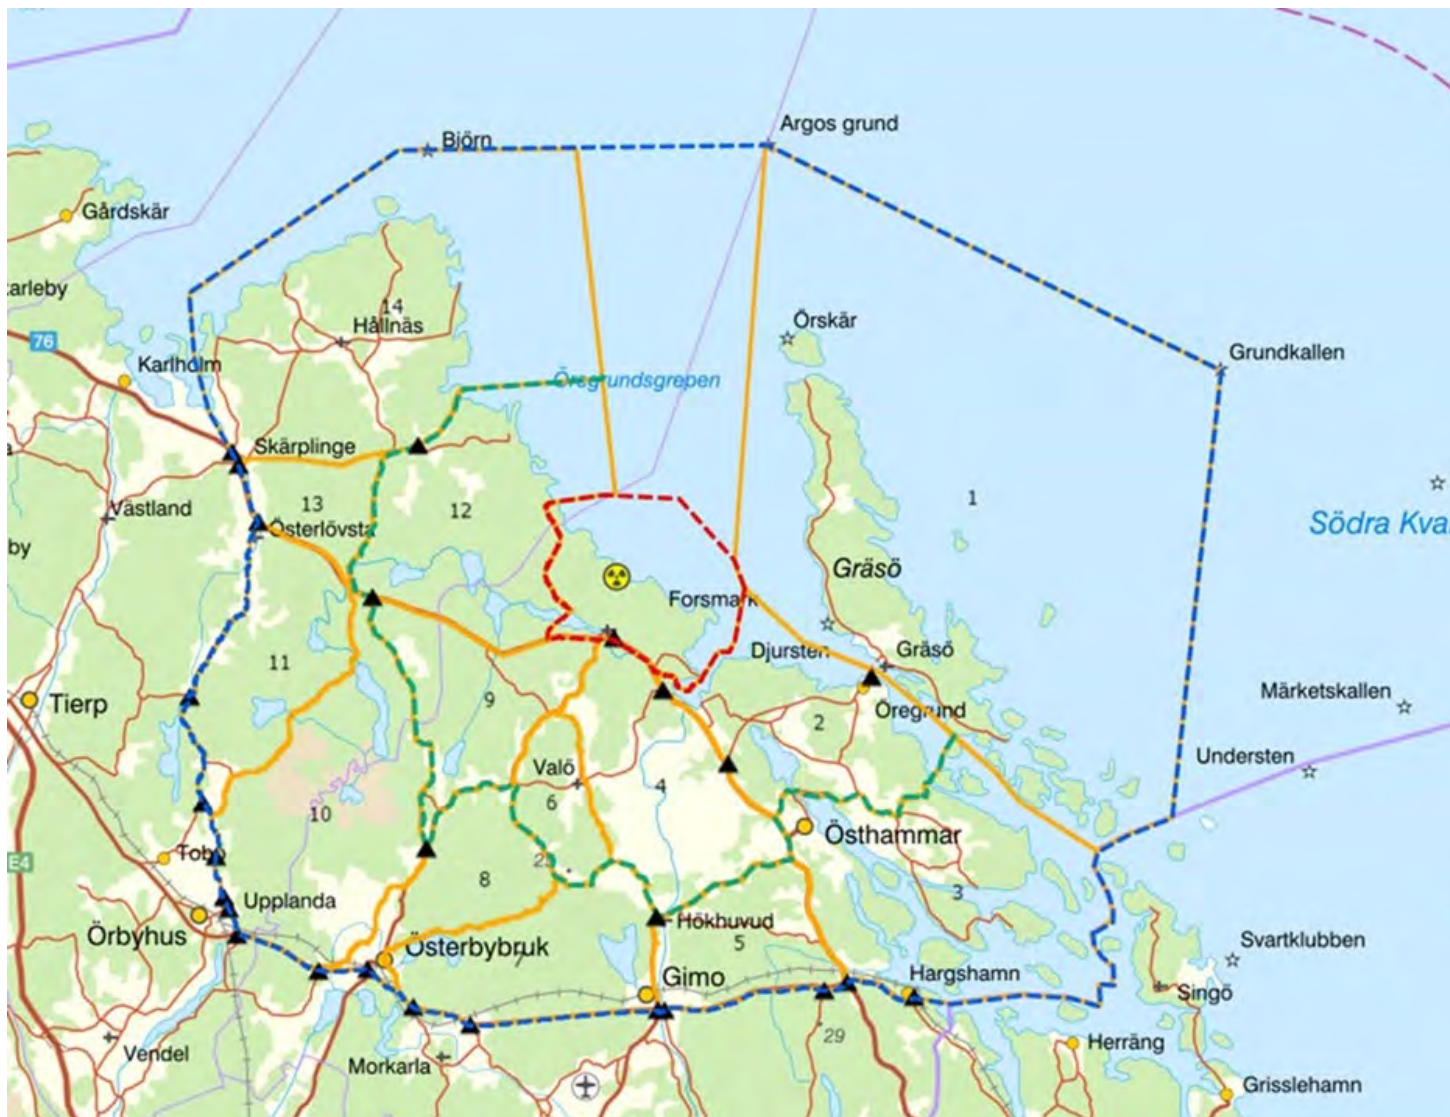 Argos grund
Björn
Gårdskär
14
Örskär
Hållnäs
76
Grundkallen
Karlholm
Öregrundsgrepen
Skärplinge
13
12
1
Västland
Österlövsta
by
Södra Kva
Gräsö
Forsmark
Djursten
Gräsö
11
9
Märketskallen
Tierp
2
Öregrund
Understen
Valö
4
6
10
Östhammar
E4
Tobo
8
3
Upplanda
Hökhuvud
Örbyhus
5
Svartklubben
Österbybruk
7
Gimo
Hargshamn
Singö
29
Vendel
Morkarla
Herräng
Grisslehamn